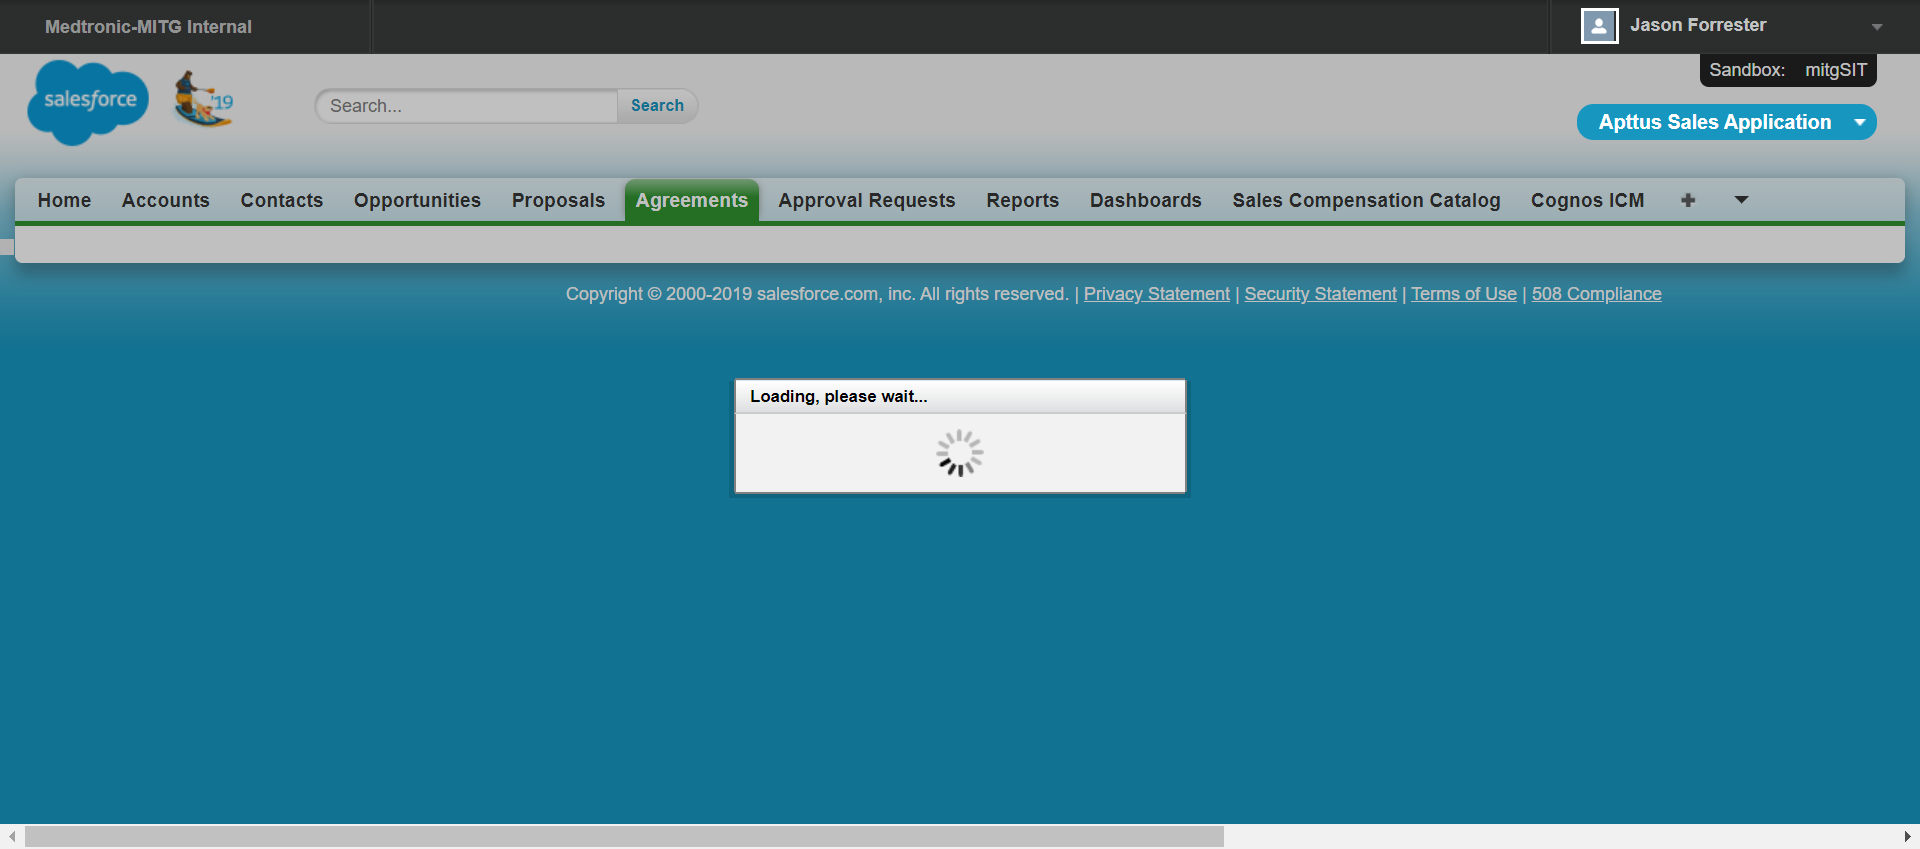 Medtronic-MITG Internal
Jason Forrester
Sandbox: mitgSIT
salesforce
'19
Search...
Search
Apttus Sales Application
Home Accounts Contacts Opportunities Proposals Agreements Approval Requests Reports Dashboards Sales Compensation Catalog Cognos ICM
Copyright © 2000-2019 salesforce.com, inc. All rights reserved. | Privacy Statement | Security Statement | Terms of Use | 508 Compliance
Loading, please wait...